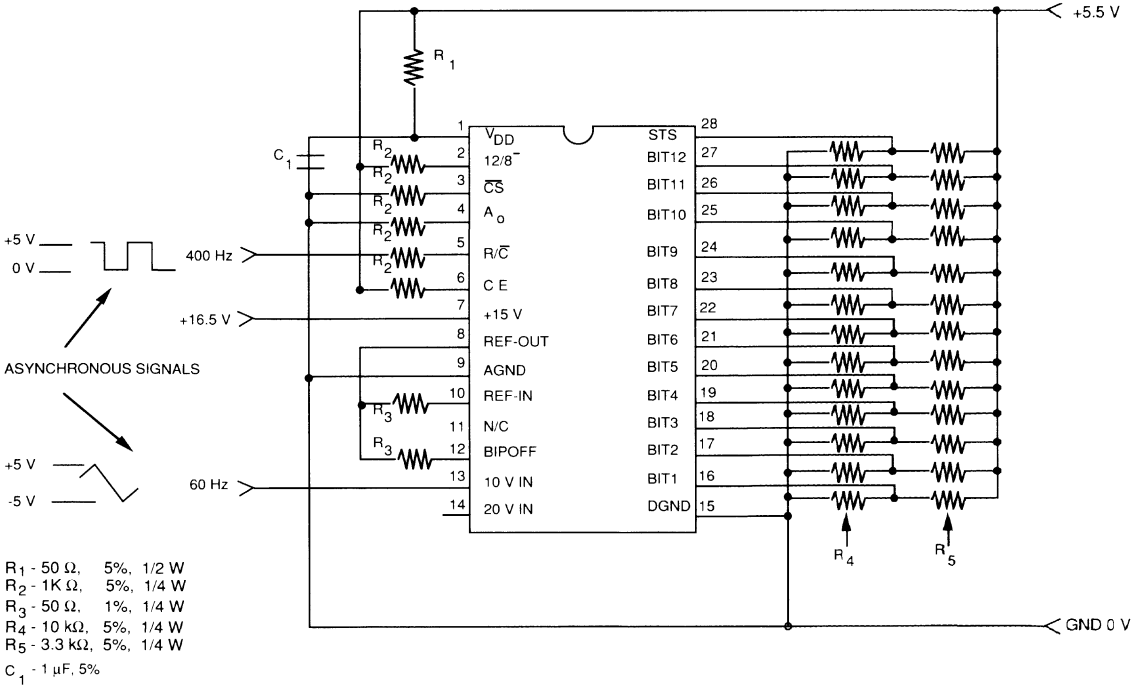 +5.5 V
R1
1 VDD
STS 28
C1
R2
2 12/8‾
BIT12 27
R2
3 C̅S̅
BIT11 26
R2
4 Ao
BIT10 25
R2
+5 V
0 V
400 Hz
5 R/C̅
BIT9 24
R2
6 C E
BIT8 23
+16.5 V
7 +15 V
BIT7 22
8 REF-OUT
BIT6 21
ASYNCHRONOUS SIGNALS
9 AGND
BIT5 20
10 REF-IN
BIT4 19
R3
11 N/C
BIT3 18
R3
12 BIPOFF
BIT2 17
+5 V
-5 V
60 Hz
13 10 V IN
BIT1 16
14 20 V IN
DGND 15
R4
R5
R1 - 50 Ω, 5%, 1/2 W
R2 - 1K Ω, 5%, 1/4 W
R3 - 50 Ω, 1%, 1/4 W
R4 - 10 kΩ, 5%, 1/4 W
R5 - 3.3 kΩ, 5%, 1/4 W
C1 - 1 μF, 5%
GND 0 V